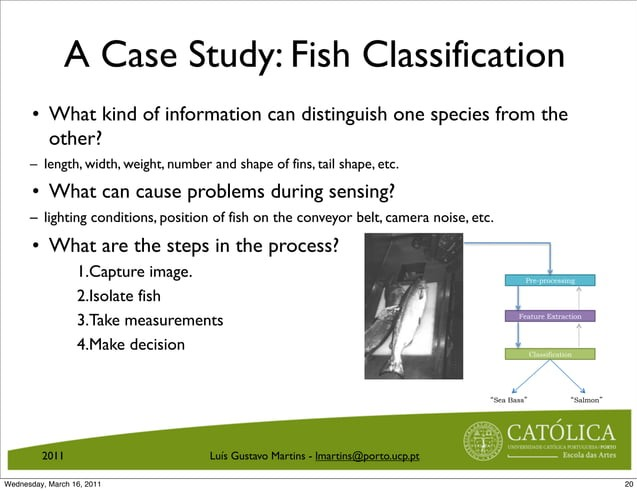 A Case Study: Fish Classification
• What kind of information can distinguish one species from the
other?
– length, width, weight, number and shape of fins, tail shape, etc.
• What can cause problems during sensing?
– lighting conditions, position of fish on the conveyor belt, camera noise, etc.
• What are the steps in the process?
1.Capture image.
2.Isolate fish
3.Take measurements
4.Make decision
Pre-processing
Feature Extraction
Classification
“Sea Bass”
“Salmon”
CATÓLICA
UNIVERSIDADE CATÓLICA PORTUGUESA | PORTO
Escola das Artes
2011
Luís Gustavo Martins - lmartins@porto.ucp.pt
Wednesday, March 16, 2011
20